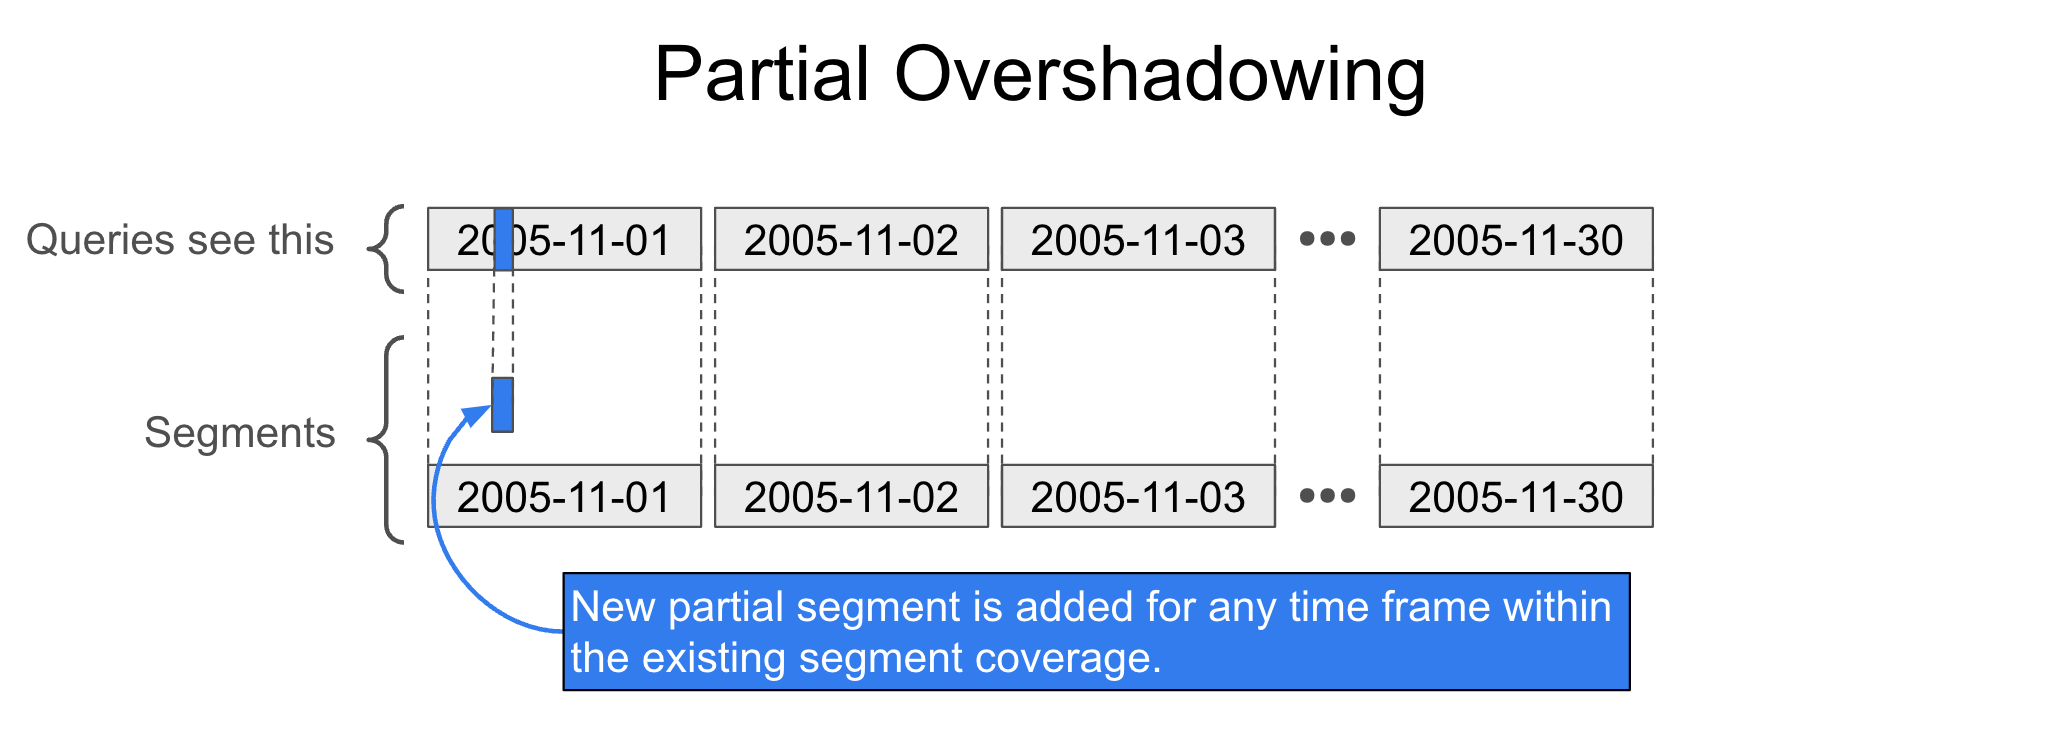 Partial Overshadowing
Queries see this
2005-11-01 2005-11-02 2005-11-03 ••• 2005-11-30
Segments
2005-11-01 2005-11-02 2005-11-03 ••• 2005-11-30
New partial segment is added for any time frame within
the existing segment coverage.